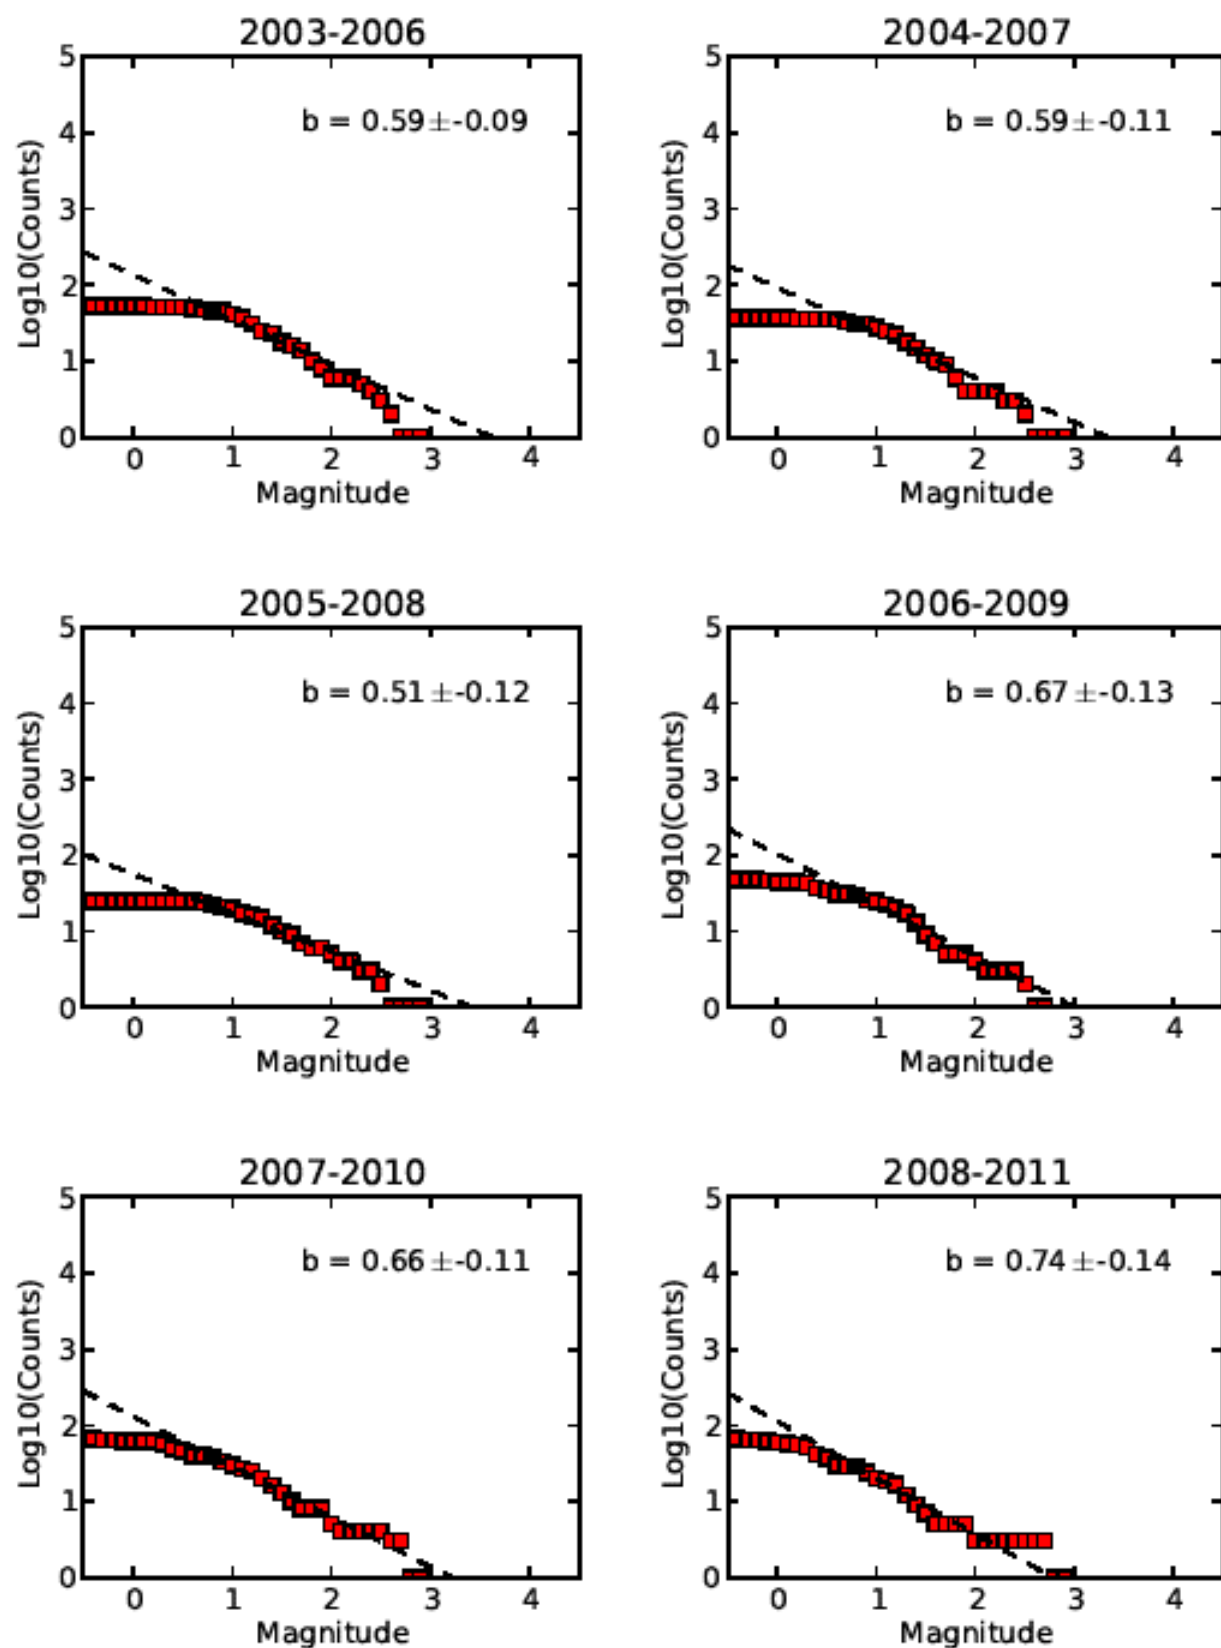 2003-2006
5
4
3
2
1
0
Log10(Counts)
b = 0.59±-0.09
0 1 2 3 4
Magnitude
2004-2007
5
4
3
2
1
0
Log10(Counts)
b = 0.59±-0.11
0 1 2 3 4
Magnitude
2005-2008
5
4
3
2
1
0
Log10(Counts)
b = 0.51±-0.12
0 1 2 3 4
Magnitude
2006-2009
5
4
3
2
1
0
Log10(Counts)
b = 0.67±-0.13
0 1 2 3 4
Magnitude
2007-2010
5
4
3
2
1
0
Log10(Counts)
b = 0.66±-0.11
0 1 2 3 4
Magnitude
2008-2011
5
4
3
2
1
0
Log10(Counts)
b = 0.74±-0.14
0 1 2 3 4
Magnitude